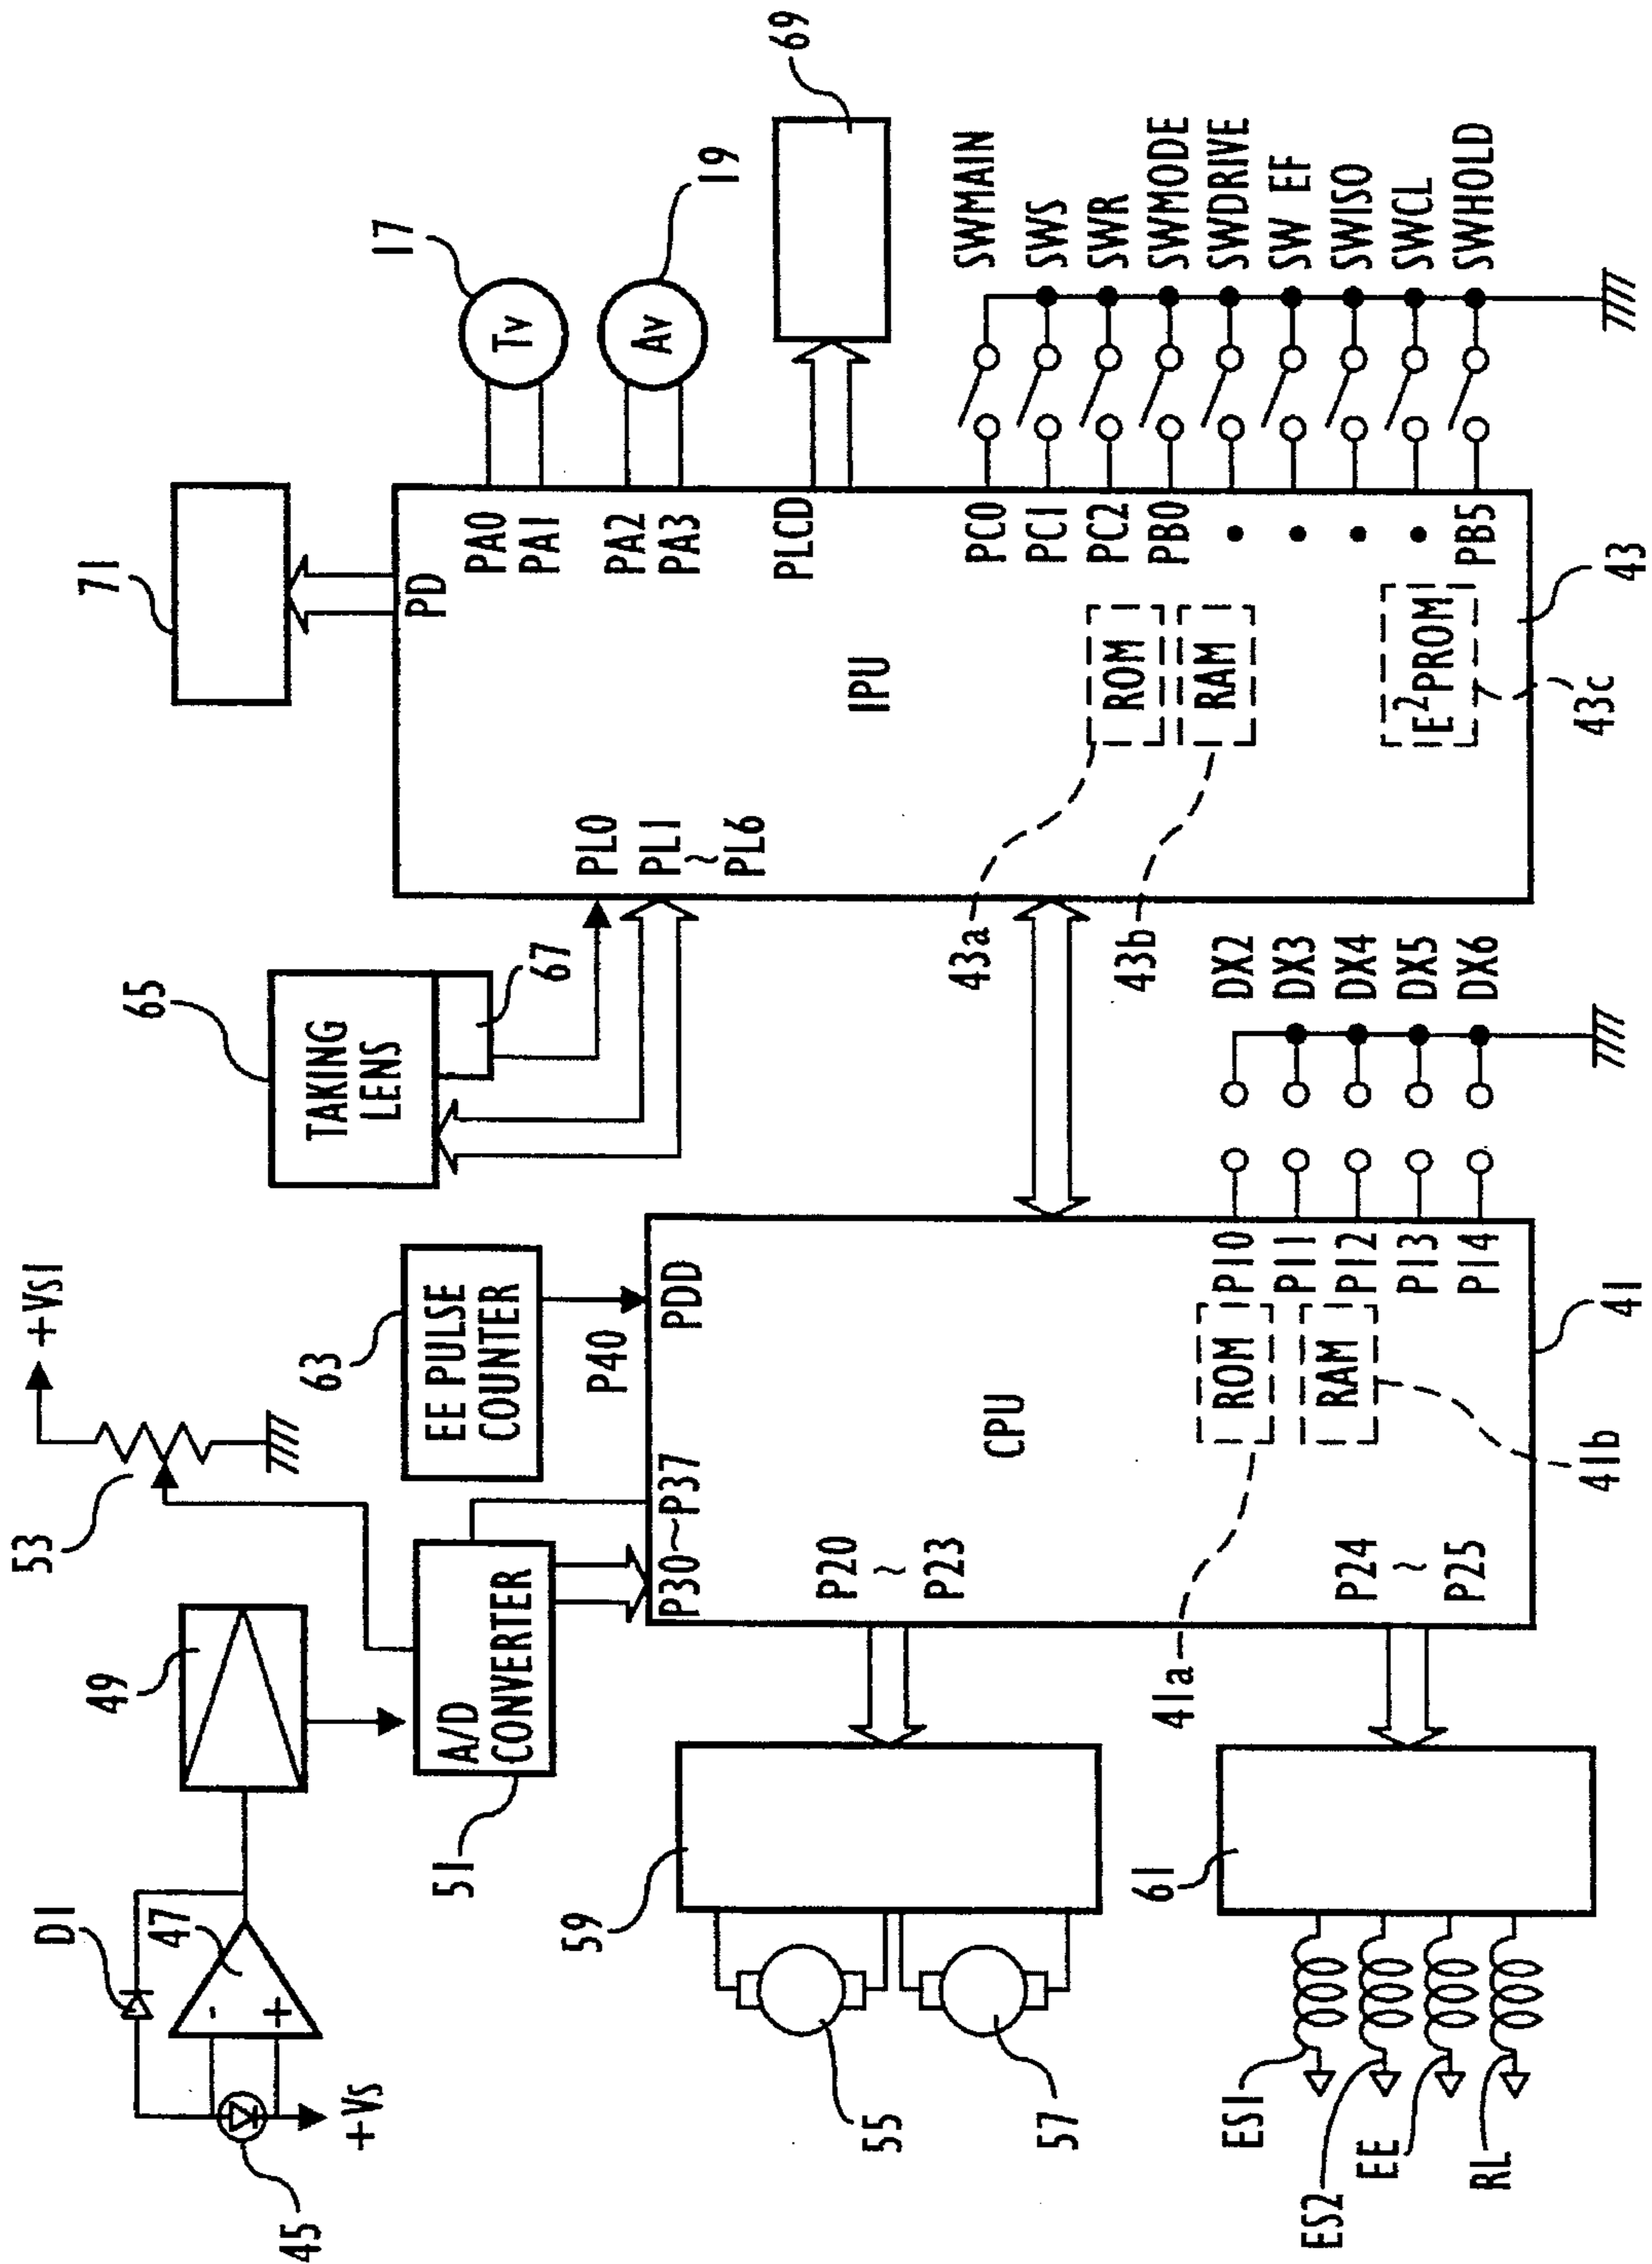 D1
47
-
+
45
+Vs
49
53
+Vs1
A/D
CONVERTER
51
63
EE PULSE
COUNTER
65
TAKING
LENS
67
71
17
Tv
19
Av
69
P30~P37
P40
PDD
P20
~
P23
P24
~
P25
CPU
ROM
RAM
41a
41b
41
P10
P11
P12
P13
P14
DX2
DX3
DX4
DX5
DX6
59
55
57
61
ES1
ES2
EE
RL
PL0
PL1
~
PL6
PD
PA0
PA1
PA2
PA3
PLCD
IPU
ROM
RAM
E2PROM
43a
43b
43c
43
PC0
PC1
PC2
PB0
PB5
SWMAIN
SWS
SWR
SWMODE
SWDRIVE
SW EF
SWISO
SWCL
SWHOLD